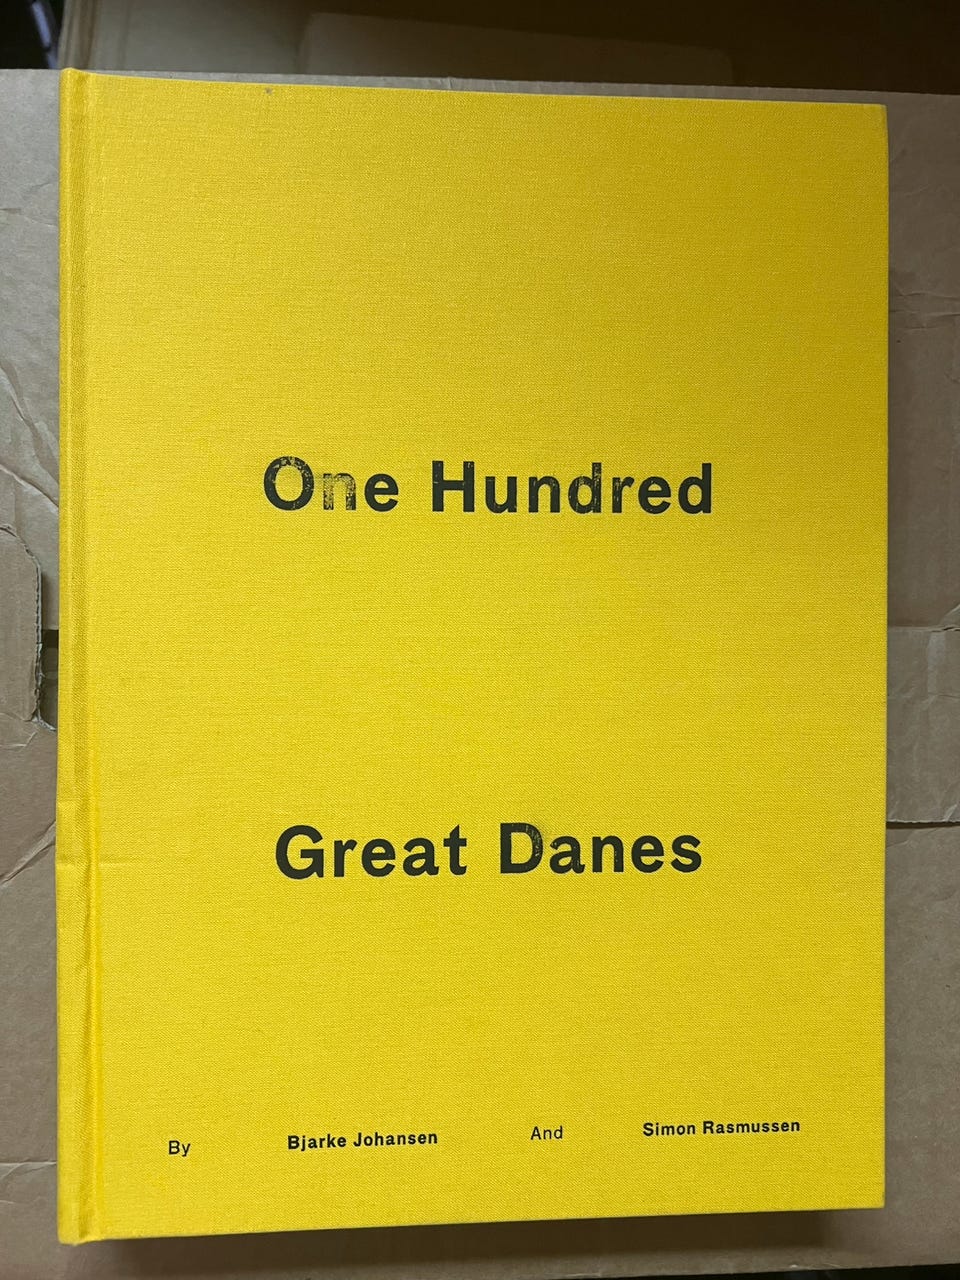 One Hundred
Great Danes
By Bjarke Johansen And Simon Rasmussen